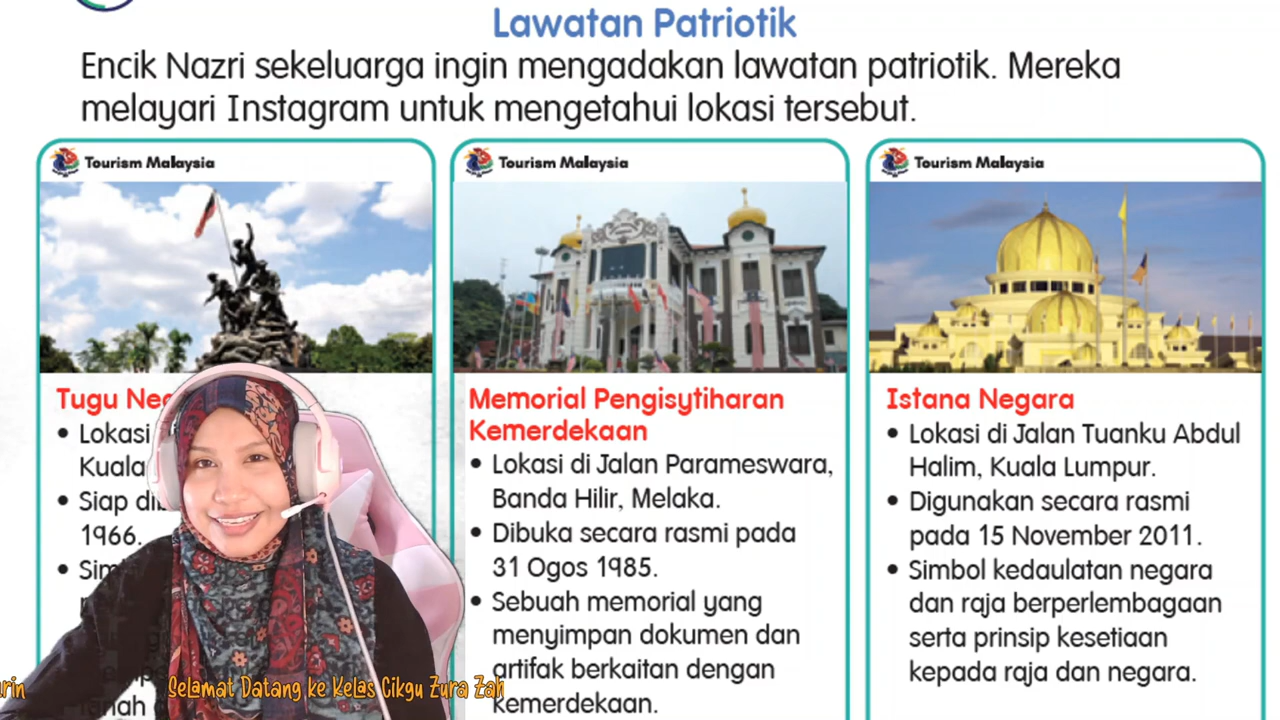 Lawatan Patriotik
Encik Nazri sekeluarga ingin mengadakan lawatan patriotik. Mereka
melayari Instagram untuk mengetahui lokasi tersebut.
Tourism Malaysia
Tugu
Lokasi
Kuala
Siap
1966.
Tourism Malaysia
Memorial Pengisytiharan
Kemerdekaan
• Lokasi di Jalan Parameswara,
Banda Hilir, Melaka.
• Dibuka secara rasmi pada
31 Ogos 1985.
• Sebuah memorial yang
menyimpan dokumen dan
artifak berkaitan dengan
kemerdekaan.
Tourism Malaysia
Istana Negara
• Lokasi di Jalan Tuanku Abdul
Halim, Kuala Lumpur.
• Digunakan secara rasmi
pada 15 November 2011.
• Simbol kedaulatan negara
dan raja berperlembagaan
serta prinsip kesetiaan
kepada raja dan negara.
Selamat Datang ke Kelas Cikgu Zura Zah